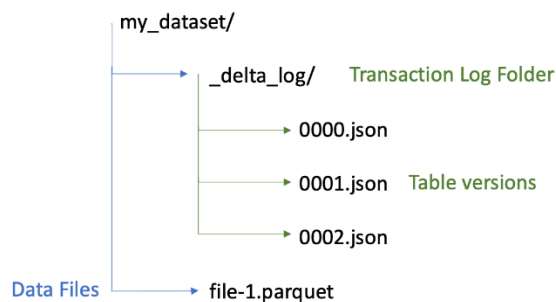 my_dataset/
_delta_log/ Transaction Log Folder
0000.json
0001.json Table versions
0002.json
Data Files file-1.parquet